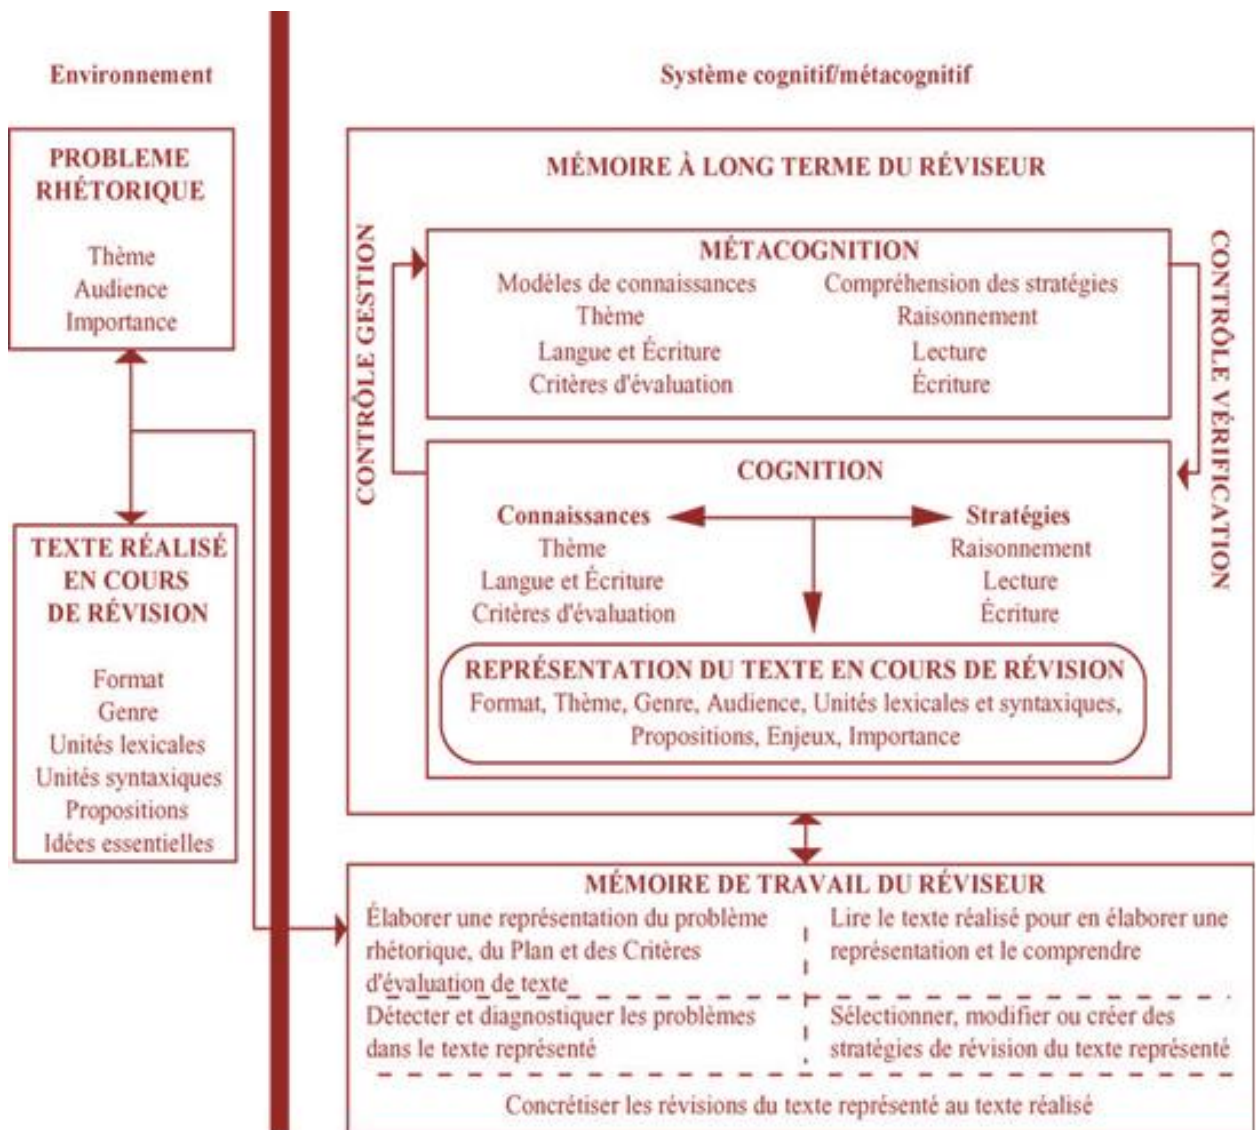 Environnement
Système cognitif/métacognitif
PROBLEME
RHÉTORIQUE
Thème
Audience
Importance
TEXTE RÉALISÉ
EN COURS
DE RÉVISION
Format
Genre
Unités lexicales
Unités syntaxiques
Propositions
Idées essentielles
MÉMOIRE À LONG TERME DU RÉVISEUR
CONTRÔLE GESTION
CONTRÔLE VÉRIFICATION
MÉTACOGNITION
Modèles de connaissances
Thème
Langue et Écriture
Critères d'évaluation
Compréhension des stratégies
Raisonnement
Lecture
Écriture
COGNITION
Connaissances
Thème
Langue et Écriture
Critères d'évaluation
Stratégies
Raisonnement
Lecture
Écriture
REPRÉSENTATION DU TEXTE EN COURS DE RÉVISION
Format, Thème, Genre, Audience, Unités lexicales et syntaxiques,
Propositions, Enjeux, Importance
MÉMOIRE DE TRAVAIL DU RÉVISEUR
Élaborer une représentation du problème
rhétorique, du Plan et des Critères
d'évaluation de texte
Lire le texte réalisé pour en élaborer une
représentation et le comprendre
Détecter et diagnostiquer les problèmes
dans le texte représenté
Sélectionner, modifier ou créer des
stratégies de révision du texte représenté
Concrétiser les révisions du texte représenté au texte réalisé